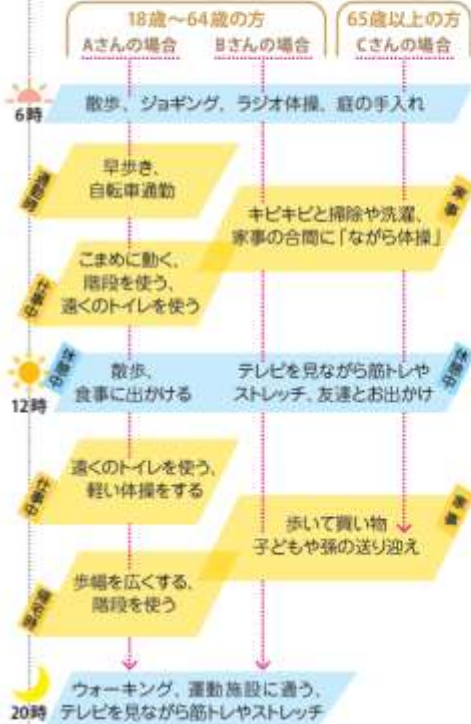 18歳～64歳の方
65歳以上の方
Aさんの場合
Bさんの場合
Cさんの場合
6時
散歩、ジョギング、ラジオ体操、庭の手入れ
通勤時
早歩き、
自転車通勤
家事
キビキビと掃除や洗濯、
家事の合間に「ながら体操」
仕事中
こまめに動く、
階段を使う、
遠くのトイレを使う
12時
休憩中
散歩、
食事に出かける
テレビを見ながら筋トレや
ストレッチ、友達とお出かけ
休憩中
仕事中
遠くのトイレを使う、
軽い体操をする
家事
歩いて買い物
子どもや孫の送り迎え
帰宅時
歩幅を広くする、
階段を使う
20時
ウォーキング、運動施設に通う、
テレビを見ながら筋トレやストレッチ